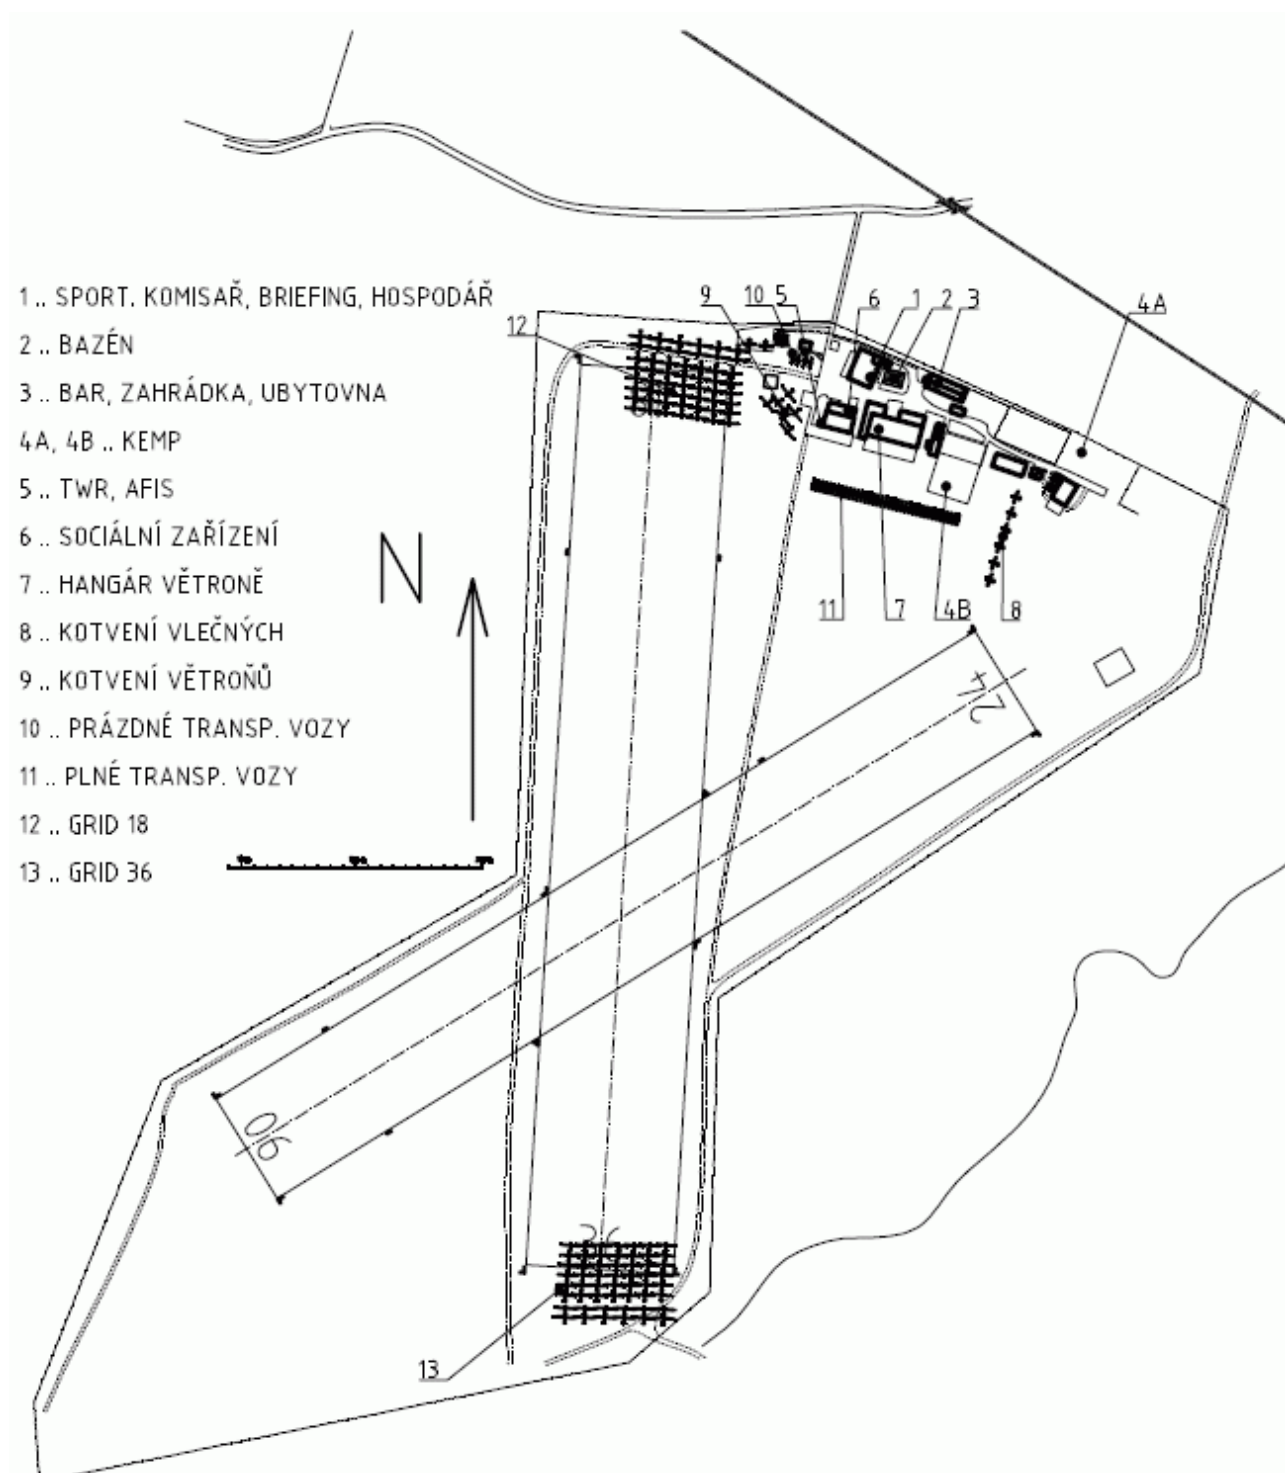 1 .. SPORT. KOMISAŘ, BRIEFING, HOSPODÁŘ
2 .. BAZÉN
3 .. BAR, ZAHRÁDKA, UBYTOVNA
4A, 4B .. KEMP
5 .. TWR, AFIS
6 .. SOCIÁLNÍ ZAŘÍZENÍ
7 .. HANGÁR VĚTRONĚ
8 .. KOTVENÍ VLEČNÝCH
9 .. KOTVENÍ VĚTROŇŮ
10 .. PRÁZDNÉ TRANSP. VOZY
11 .. PLNÉ TRANSP. VOZY
12 .. GRID 18
13 .. GRID 36
N
9
10
5
6
1
2
3
4A
12
11
7
4B
8
24
06
13